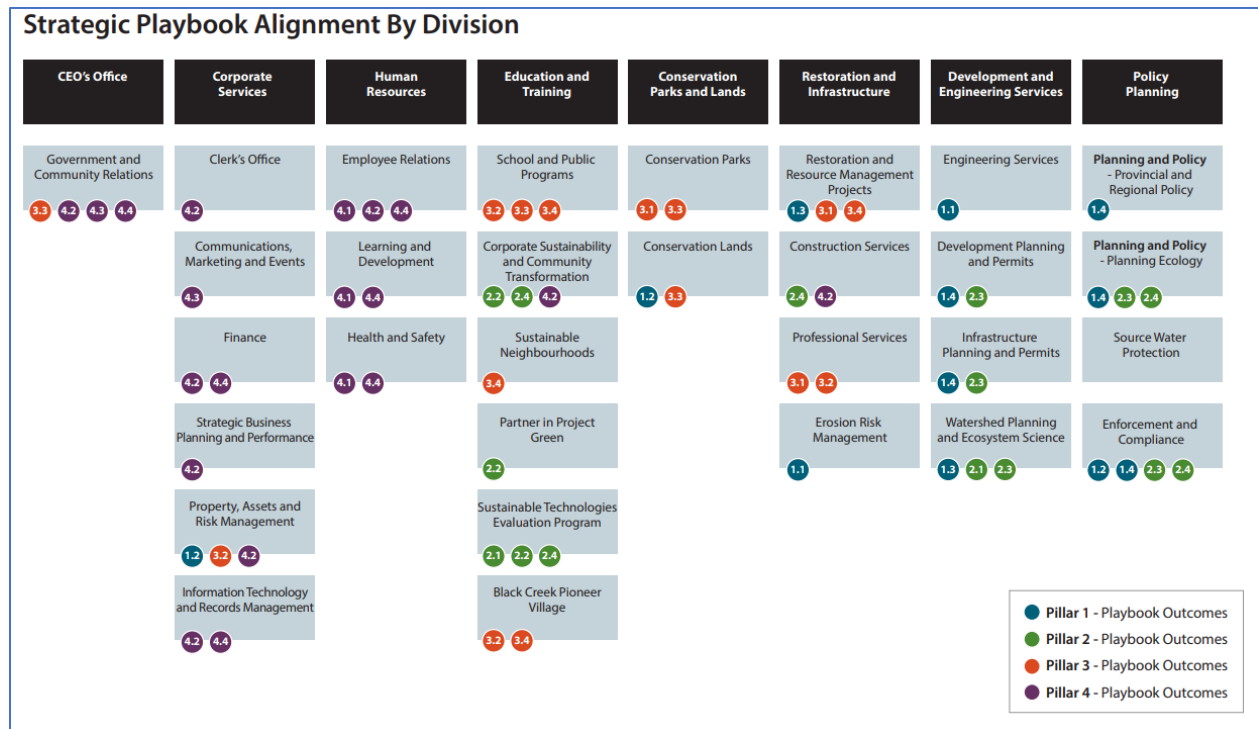 Strategic Playbook Alignment By Division
CEO's Office
Government and
Community Relations
3.3 4.2 4.3 4.4
Corporate
Services
Clerk's Office
4.2
Communications,
Marketing and Events
4.3
Finance
4.2 4.4
Strategic Business
Planning and Performance
4.2
Property, Assets and
Risk Management
1.2 3.2 4.2
Information Technology
and Records Management
4.2 4.4
Human
Resources
Employee Relations
4.1 4.2 4.4
Learning and
Development
4.1 4.4
Health and Safety
4.1 4.4
Education and
Training
School and Public
Programs
3.2 3.3 3.4
Corporate Sustainability
and Community
Transformation
2.2 2.4 4.2
Sustainable
Neighbourhoods
3.4
Partner in Project
Green
2.2
Sustainable Technologies
Evaluation Program
2.1 2.2 2.4
Black Creek Pioneer
Village
3.2 3.4
Conservation
Parks and Lands
Conservation Parks
3.1 3.3
Conservation Lands
1.2 3.3
Restoration and
Infrastructure
Restoration and
Resource Management
Projects
1.3 3.1 3.4
Construction Services
2.4 4.2
Professional Services
3.1 3.2
Erosion Risk
Management
1.1
Development and
Engineering Services
Engineering Services
1.1
Development Planning
and Permits
1.4 2.3
Infrastructure
Planning and Permits
1.4 2.3
Watershed Planning
and Ecosystem Science
1.3 2.1 2.3
Policy
Planning
Planning and Policy
- Provincial and
Regional Policy
1.4
Planning and Policy
- Planning Ecology
1.4 2.3 2.4
Source Water
Protection
Enforcement and
Compliance
1.2 1.4 2.3 2.4
Pillar 1 - Playbook Outcomes
Pillar 2 - Playbook Outcomes
Pillar 3 - Playbook Outcomes
Pillar 4 - Playbook Outcomes